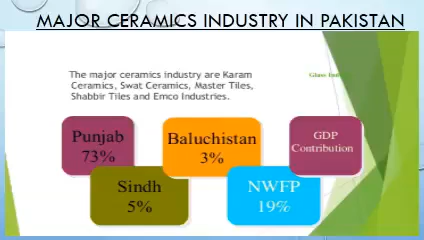 MAJOR CERAMICS INDUSTRY IN PAKISTAN
The major ceramics industry are Karam
Ceramics, Swat Ceramics, Master Tiles,
Shabbir Tiles and Emco Industries.
Glass
Punjab
73%
Baluchistan
3%
GDP
Contribution
Sindh
5%
NWFP
19%